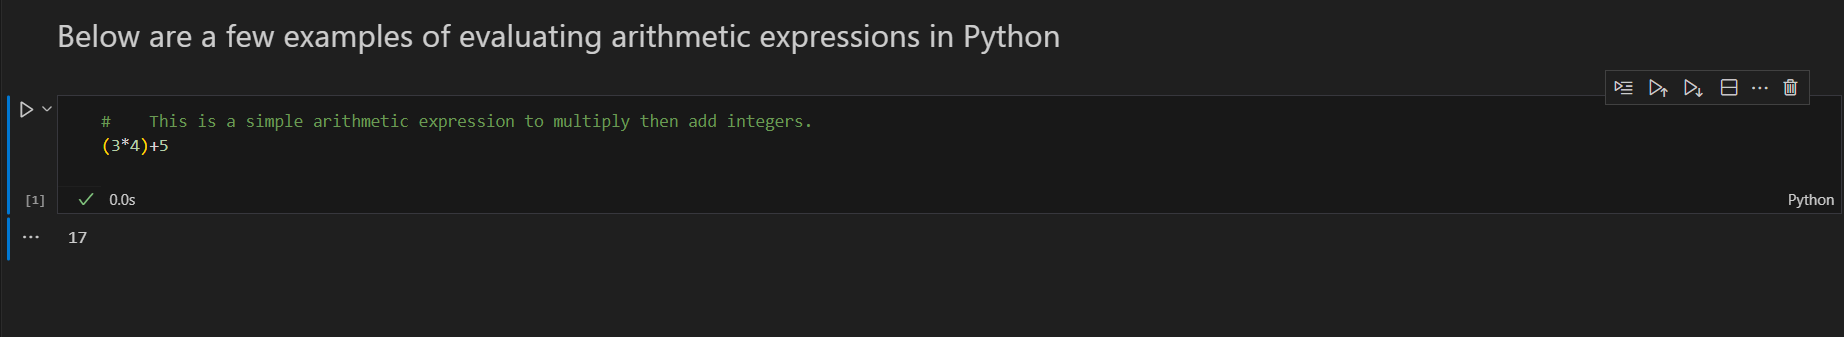 Below are a few examples of evaluating arithmetic expressions in Python
#    This is a simple arithmetic expression to multiply then add integers.
(3*4)+5
[1]
0.0s
Python
17